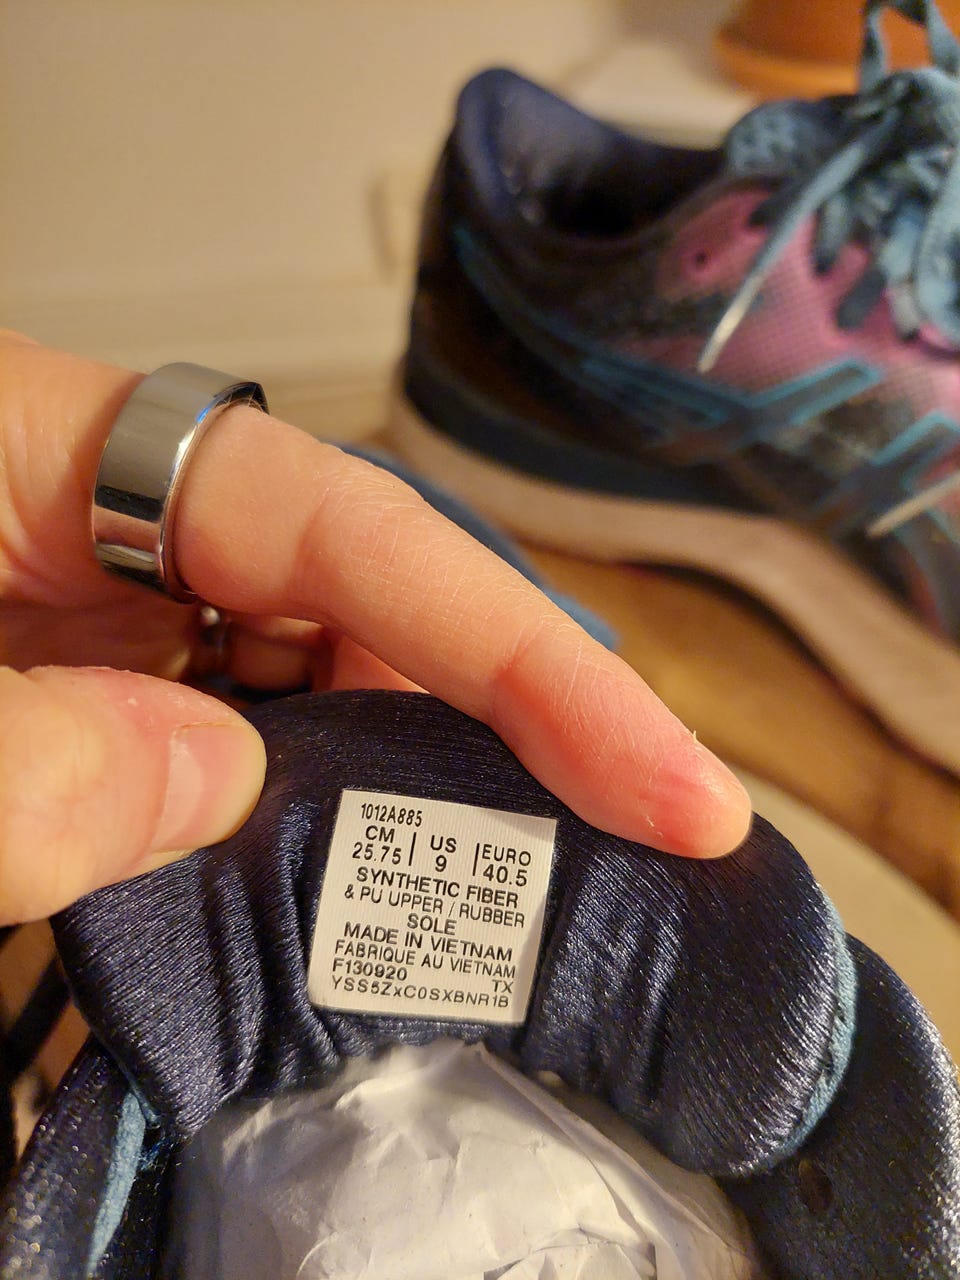 1012A885
CM | US | EURO
25.75 | 9 | 40.5
SYNTHETIC FIBER
& PU UPPER / RUBBER
SOLE
MADE IN VIETNAM
FABRIQUE AU VIETNAM
F130920 TX
YSS5ZxC0SXBNR1B